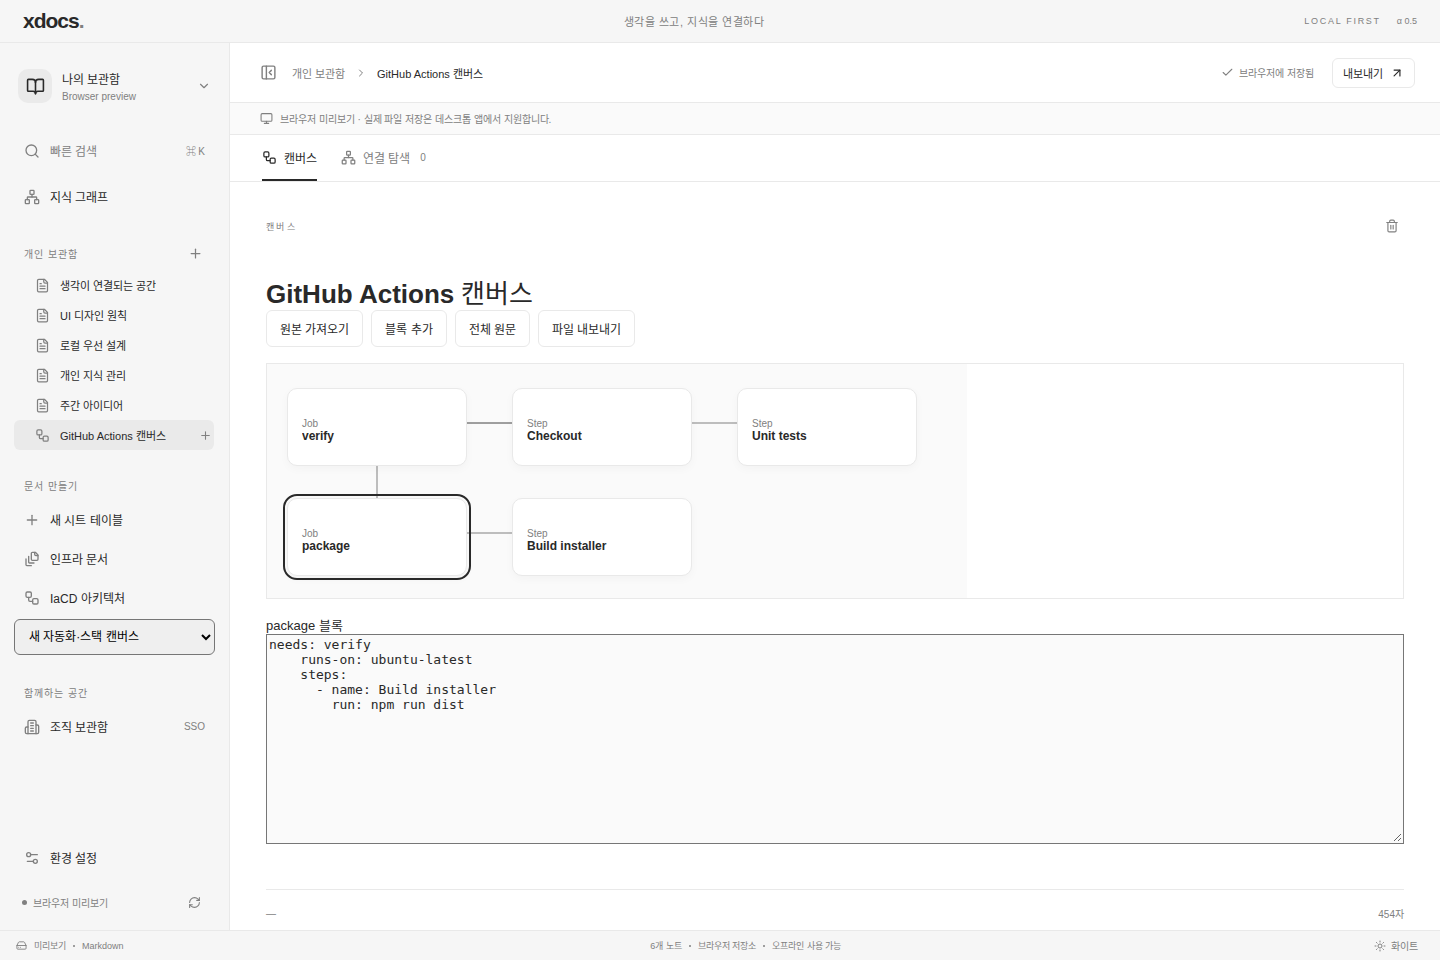 xdocs.
생각을 쓰고, 지식을 연결하다
LOCAL FIRST α 0.5
나의 보관함
Browser preview
빠른 검색 ⌘K
지식 그래프
개인 보관함
생각이 연결되는 공간
UI 디자인 원칙
로컬 우선 설계
개인 지식 관리
주간 아이디어
GitHub Actions 캔버스
문서 만들기
새 시트 테이블
인프라 문서
IaCD 아키텍처
새 자동화·스택 캔버스
함께하는 공간
조직 보관함 SSO
환경 설정
브라우저 미리보기
개인 보관함 GitHub Actions 캔버스
브라우저에 저장됨 내보내기
브라우저 미리보기 · 실제 파일 저장은 데스크톱 앱에서 지원합니다.
캔버스 연결 탐색 0
캔버스
GitHub Actions 캔버스
원본 가져오기 블록 추가 전체 원문 파일 내보내기
Job
verify
Step
Checkout
Step
Unit tests
Job
package
Step
Build installer
package 블록
needs: verify
    runs-on: ubuntu-latest
    steps:
      - name: Build installer
        run: npm run dist
— 454자
미리보기 · Markdown
6개 노트 · 브라우저 저장소 · 오프라인 사용 가능
화이트